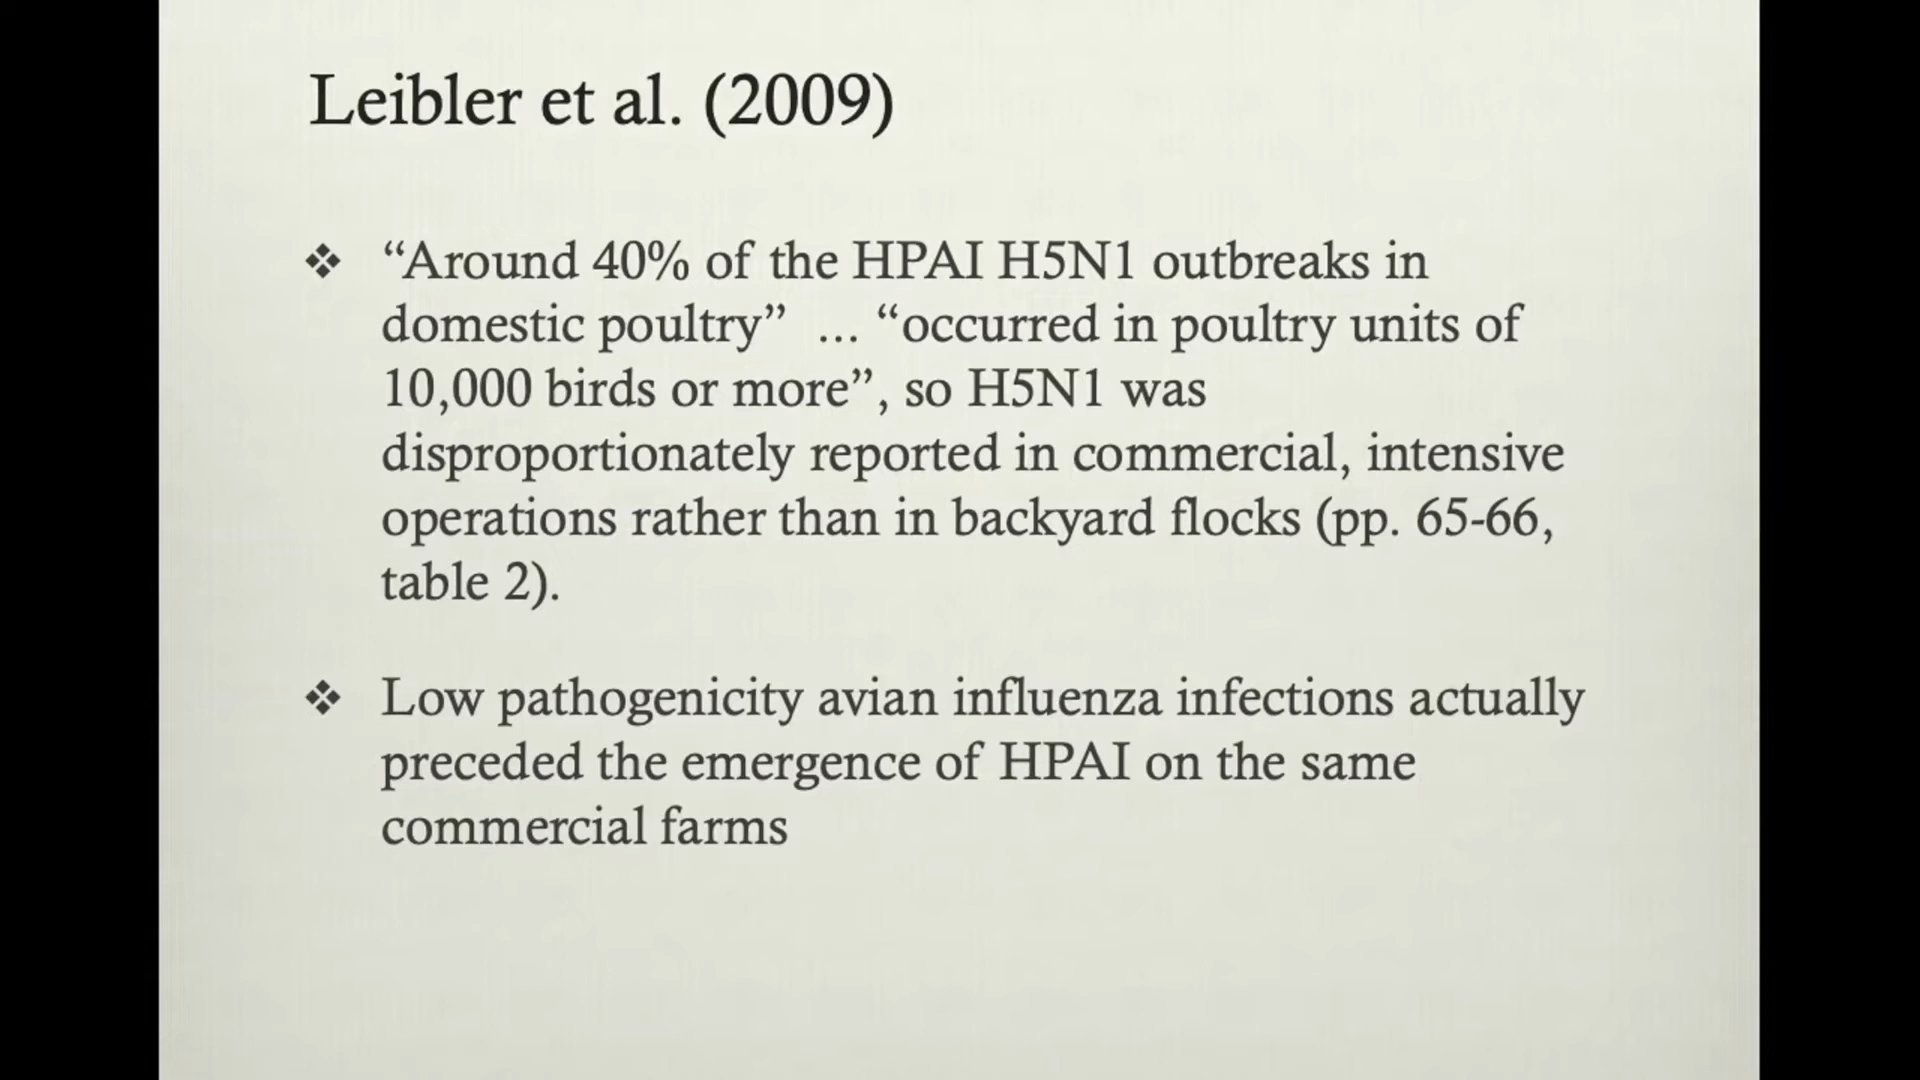 Leibler et al. (2009)
❖ “Around 40% of the HPAI H5N1 outbreaks in
domestic poultry” ... “occurred in poultry units of
10,000 birds or more”, so H5N1 was
disproportionately reported in commercial, intensive
operations rather than in backyard flocks (pp. 65-66,
table 2).
❖ Low pathogenicity avian influenza infections actually
preceded the emergence of HPAI on the same
commercial farms